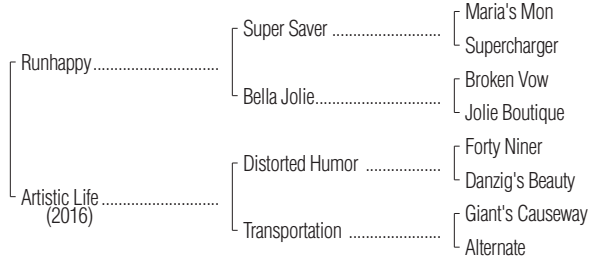 Maria's Mon
Super Saver ......................
Supercharger
Runhappy..........................
Broken Vow
Bella Jolie..........................
Jolie Boutique
Forty Niner
Distorted Humor ...............
Danzig's Beauty
Artistic Life ........................
(2016)
Giant's Causeway
Transportation ...................
Alternate